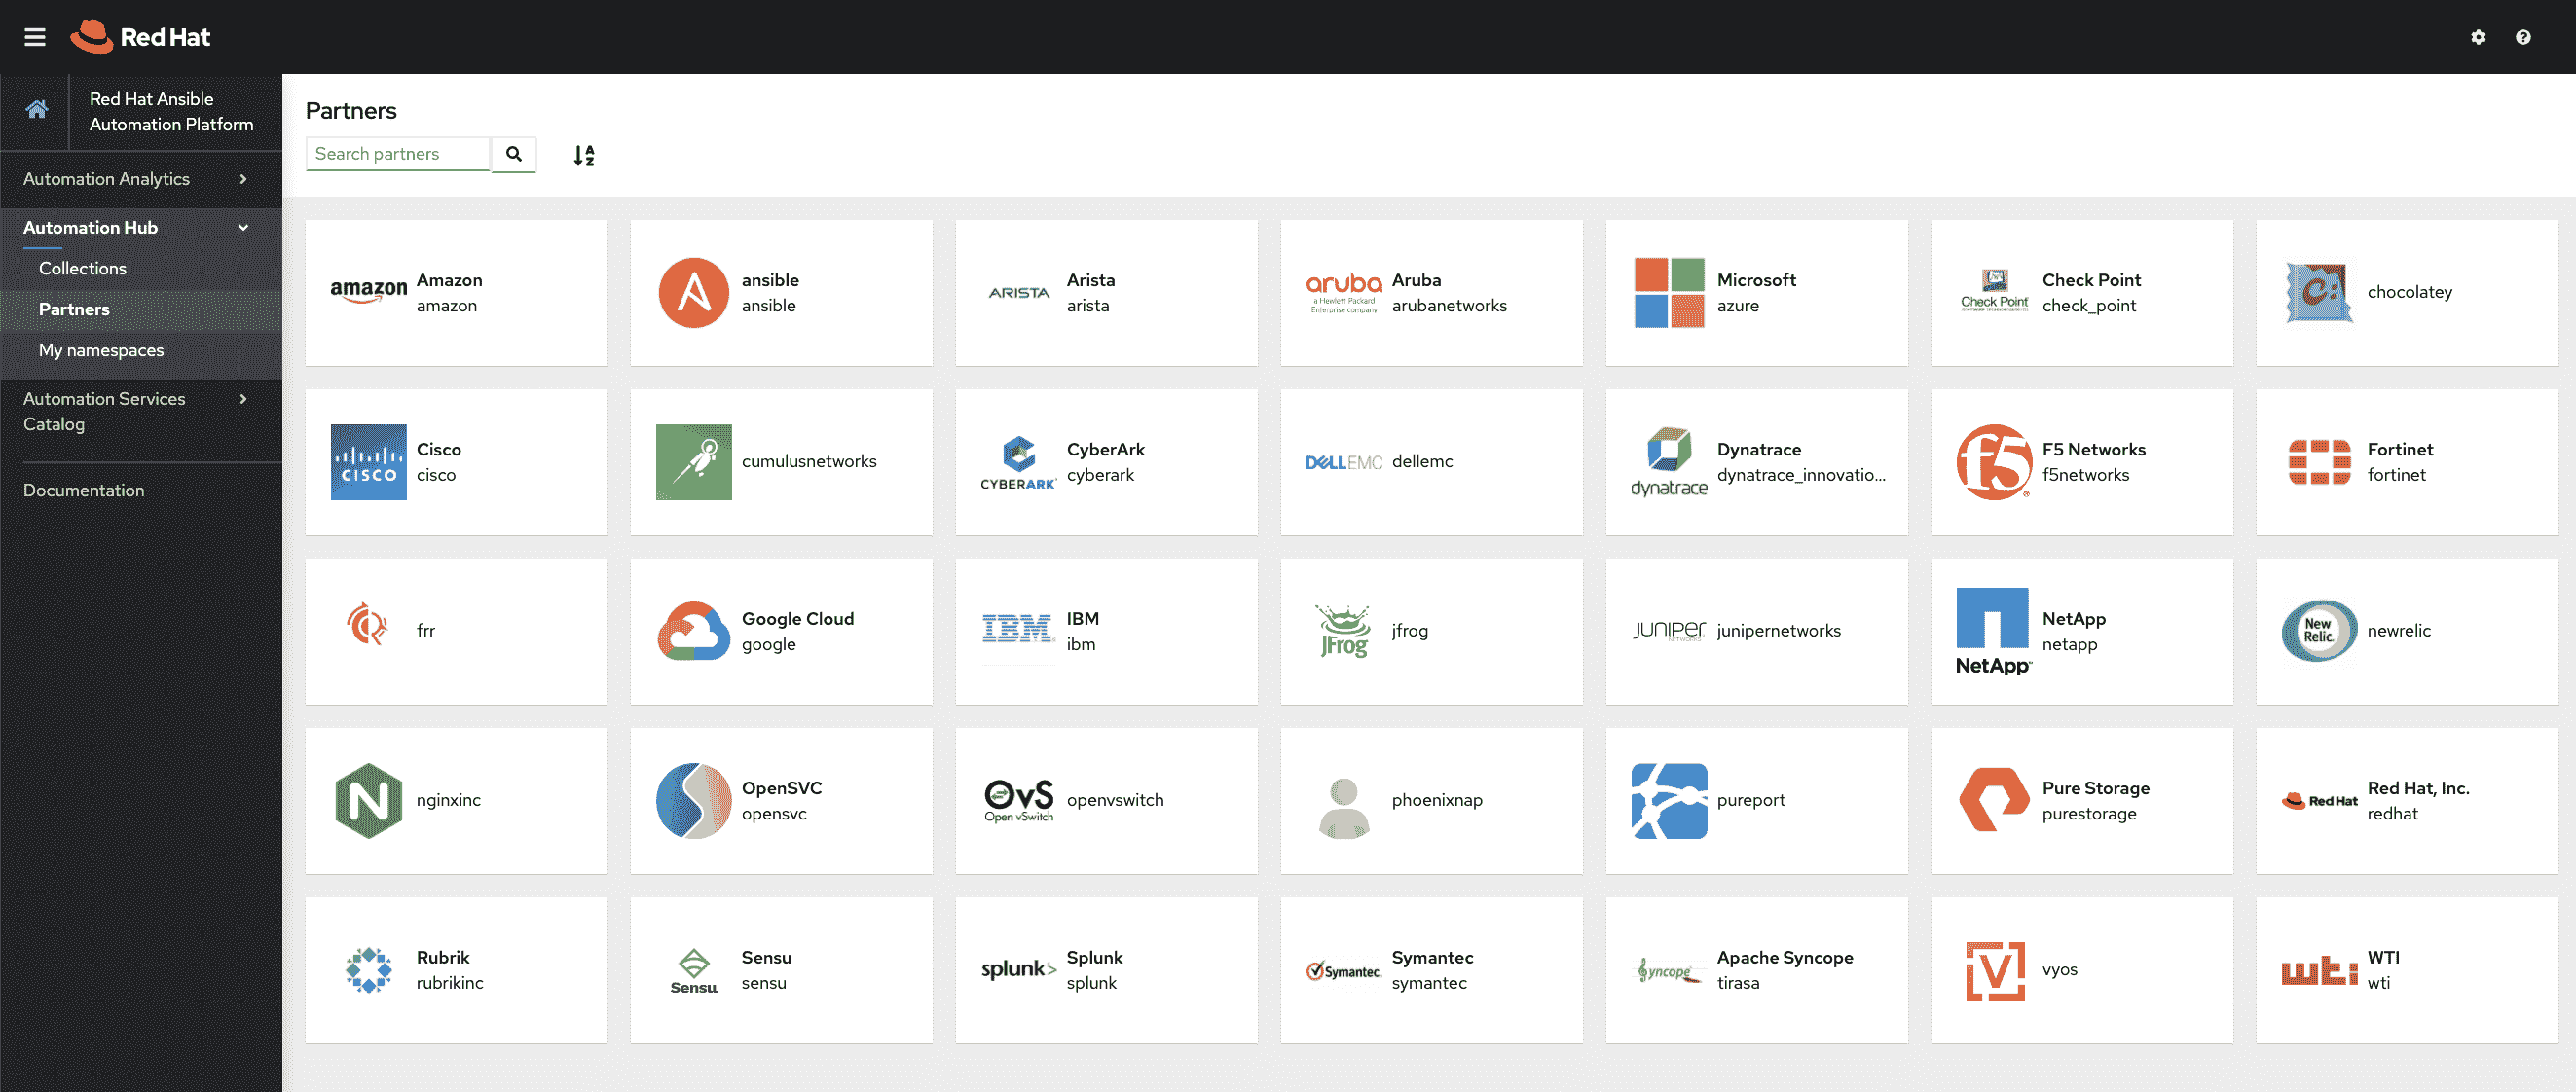 Red Hat
Red Hat Ansible
Automation Platform
Automation Analytics
Automation Hub
Collections
Partners
My namespaces
Automation Services
Catalog
Documentation
Partners
Search partners
A
Z
amazon
Amazon
amazon
ansible
ansible
ARISTA
Arista
arista
aruba
a Hewlett Packard
Enterprise company
Aruba
arubanetworks
Microsoft
azure
Check Point
Check Point
check_point
chocolatey
CISCO
Cisco
cisco
cumulusnetworks
CYBERARK
CyberArk
cyberark
DELLEMC
dellemc
dynatrace
Dynatrace
dynatrace_innovatio...
f5
F5 Networks
f5networks
Fortinet
fortinet
frr
Google Cloud
google
IBM
IBM
ibm
JFrog
jfrog
JUNIPER
NETWORKS
junipernetworks
NetApp
NetApp
netapp
New
Relic.
newrelic
N
nginxinc
OpenSVC
opensvc
OvS
Open vSwitch
openvswitch
phoenixnap
pureport
Pure Storage
purestorage
Red Hat
Red Hat, Inc.
redhat
Rubrik
rubrikinc
Sensu
Sensu
sensu
splunk>
Splunk
splunk
Symantec.
Symantec
symantec
Syncope
Apache Syncope
tirasa
V
vyos
wti
WTI
wti